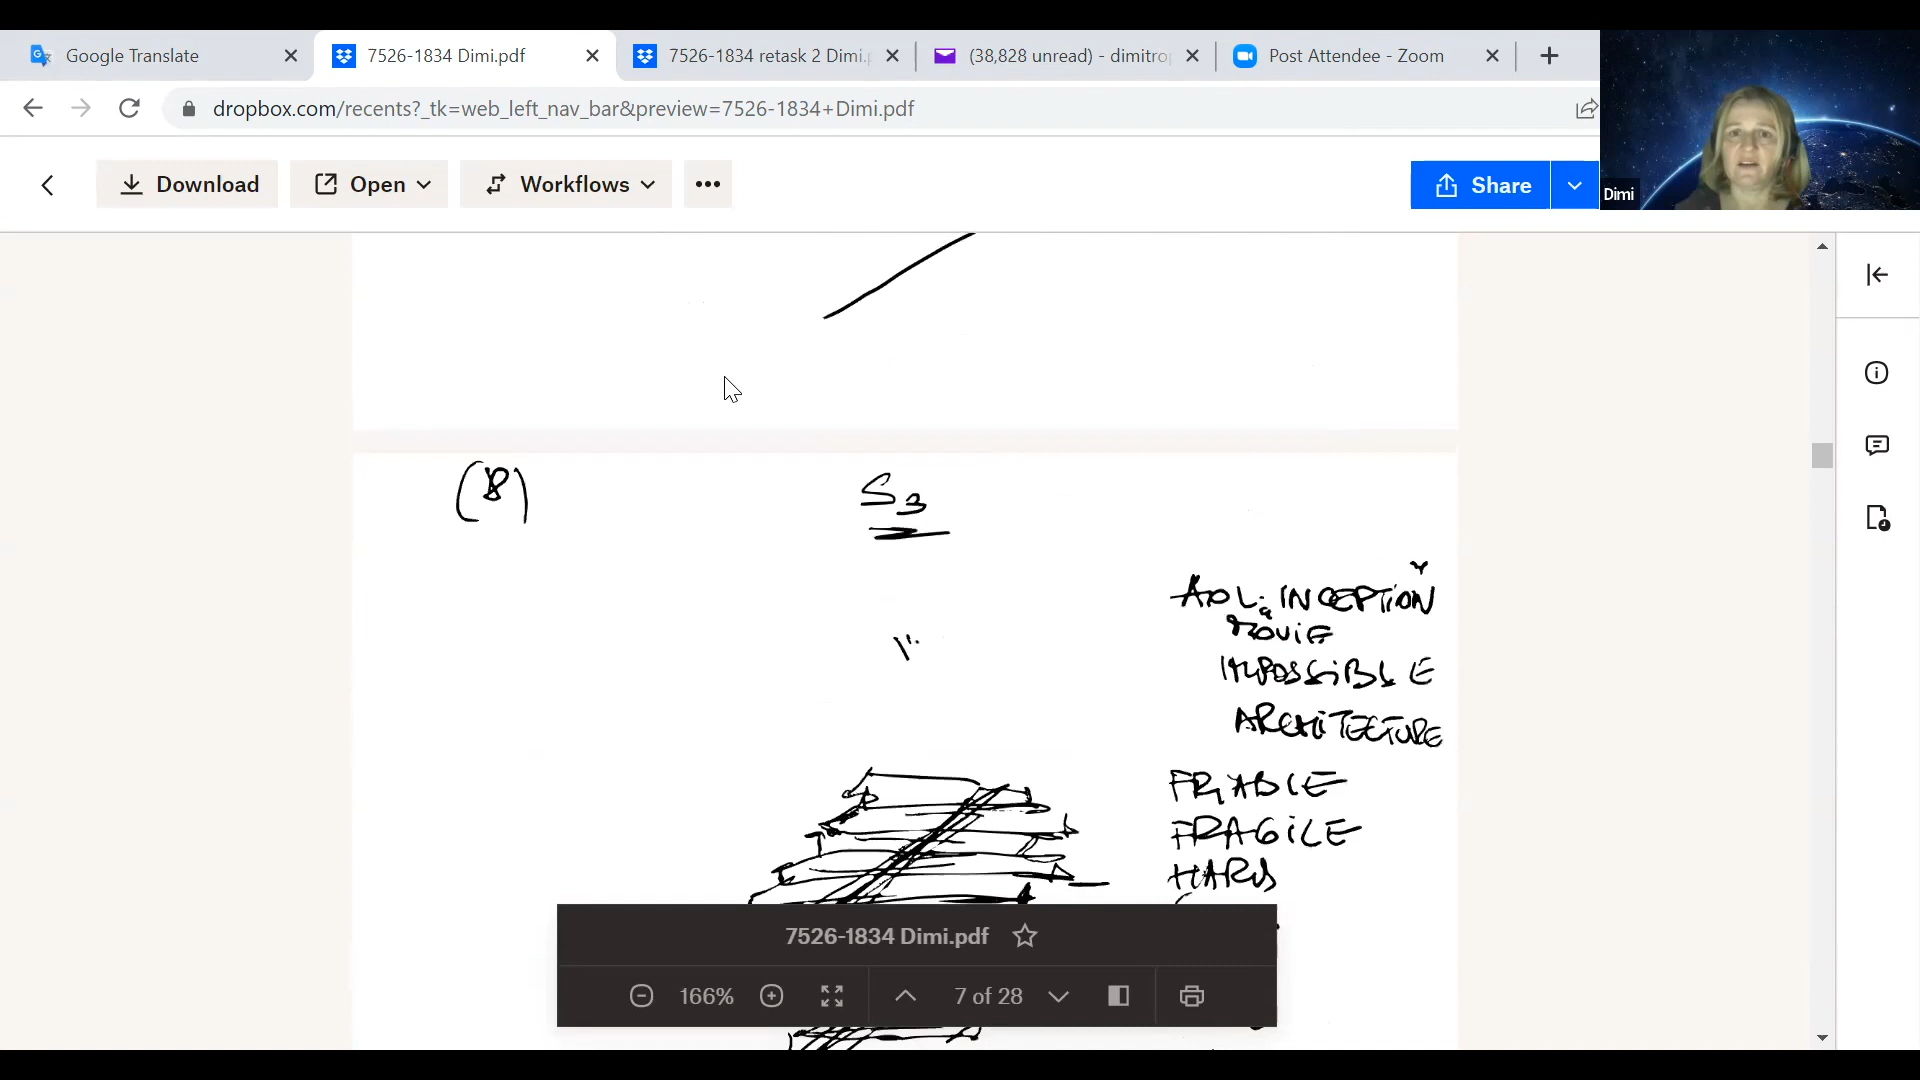 Google Translate
7526-1834 Dimi.pdf
7526-1834 retask 2 Dimi.p
(38,828 unread) - dimitrop
Post Attendee - Zoom
dropbox.com/recents?_tk=web_left_nav_bar&preview=7526-1834+Dimi.pdf
Download
Open
Workflows
Share
Dimi
(8)
S3
AOL: INCEPTION
MOVIE
IMPOSSIBLE
ARCHITECTURE
FRIABLE
FRAGILE
HARD
7526-1834 Dimi.pdf
166%
7 of 28